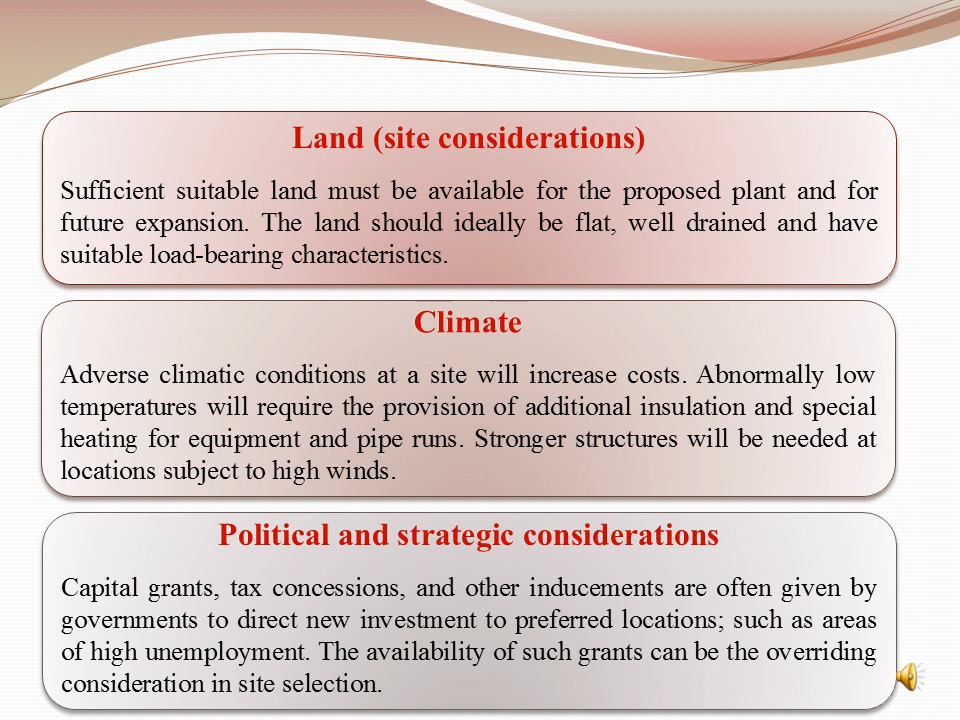 Land (site considerations)
Sufficient suitable land must be available for the proposed plant and for
future expansion. The land should ideally be flat, well drained and have
suitable load-bearing characteristics.
Climate
Adverse climatic conditions at a site will increase costs. Abnormally low
temperatures will require the provision of additional insulation and special
heating for equipment and pipe runs. Stronger structures will be needed at
locations subject to high winds.
Political and strategic considerations
Capital grants, tax concessions, and other inducements are often given by
governments to direct new investment to preferred locations; such as areas
of high unemployment. The availability of such grants can be the overriding
consideration in site selection.